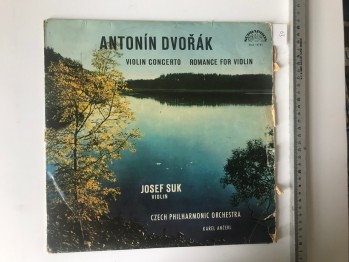 ANTONÍN DVOŘÁK
VIOLIN CONCERTO ROMANCE FOR VIOLIN
JOSEF SUK
VIOLIN
CZECH PHILHARMONIC ORCHESTRA
KAREL ANČERL